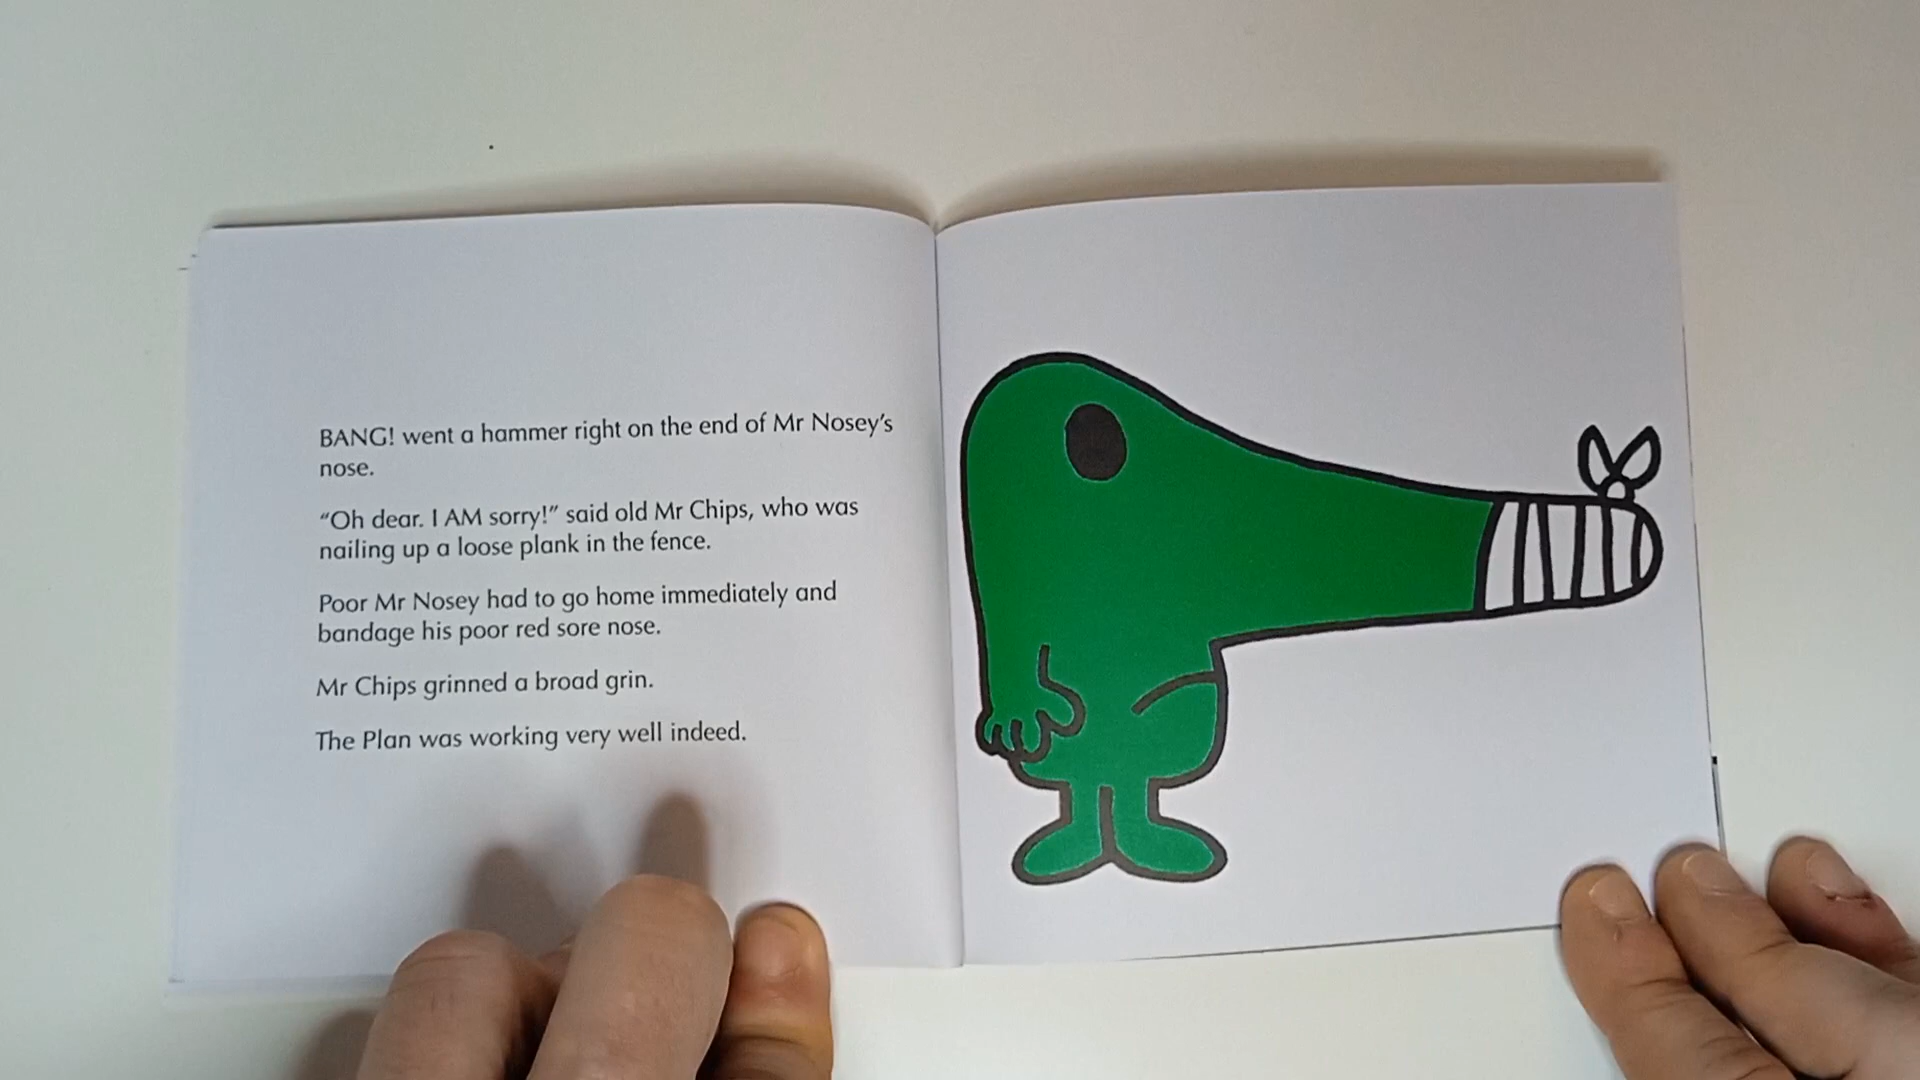 BANG! went a hammer right on the end of Mr Nosey’s
nose.
“Oh dear. I AM sorry!” said old Mr Chips, who was
nailing up a loose plank in the fence.
Poor Mr Nosey had to go home immediately and
bandage his poor red sore nose.
Mr Chips grinned a broad grin.
The Plan was working very well indeed.